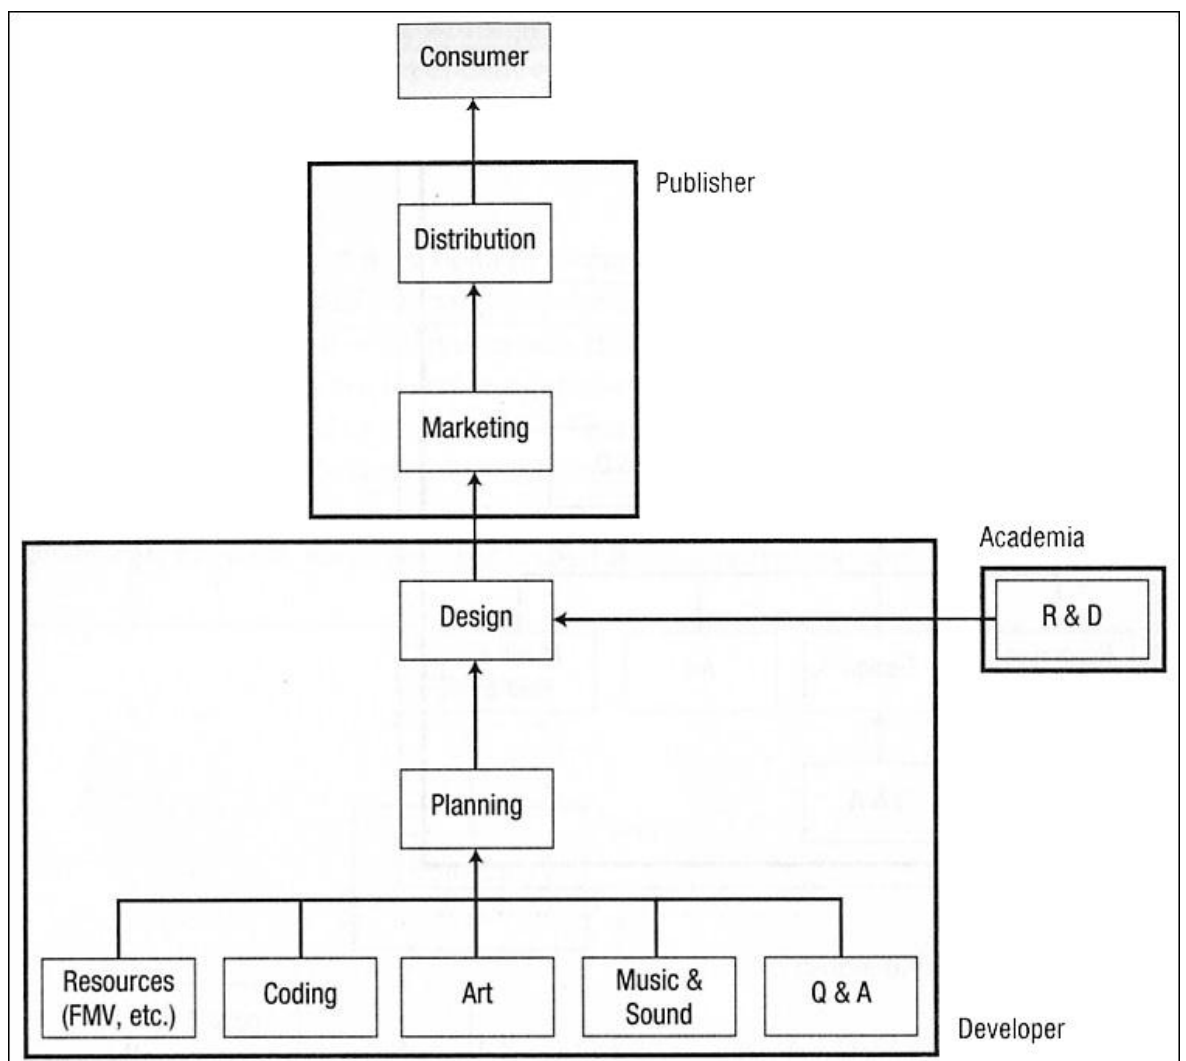 Consumer
Publisher
Distribution
Marketing
Academia
Design
R & D
Planning
Resources
(FMV, etc.)
Coding
Art
Music &
Sound
Q & A
Developer